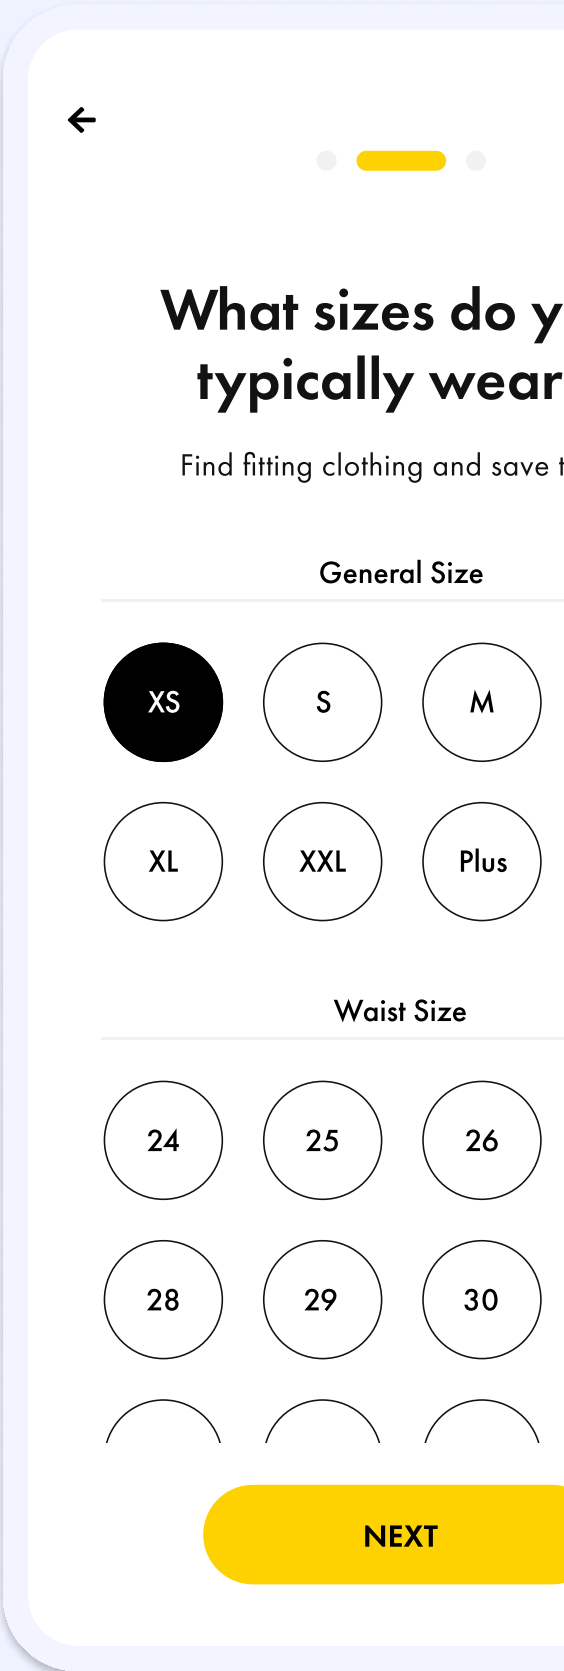 What sizes do y
typically wear
Find fitting clothing and save t
General Size
XS S M
XL XXL Plus
Waist Size
24 25 26
28 29 30
NEXT